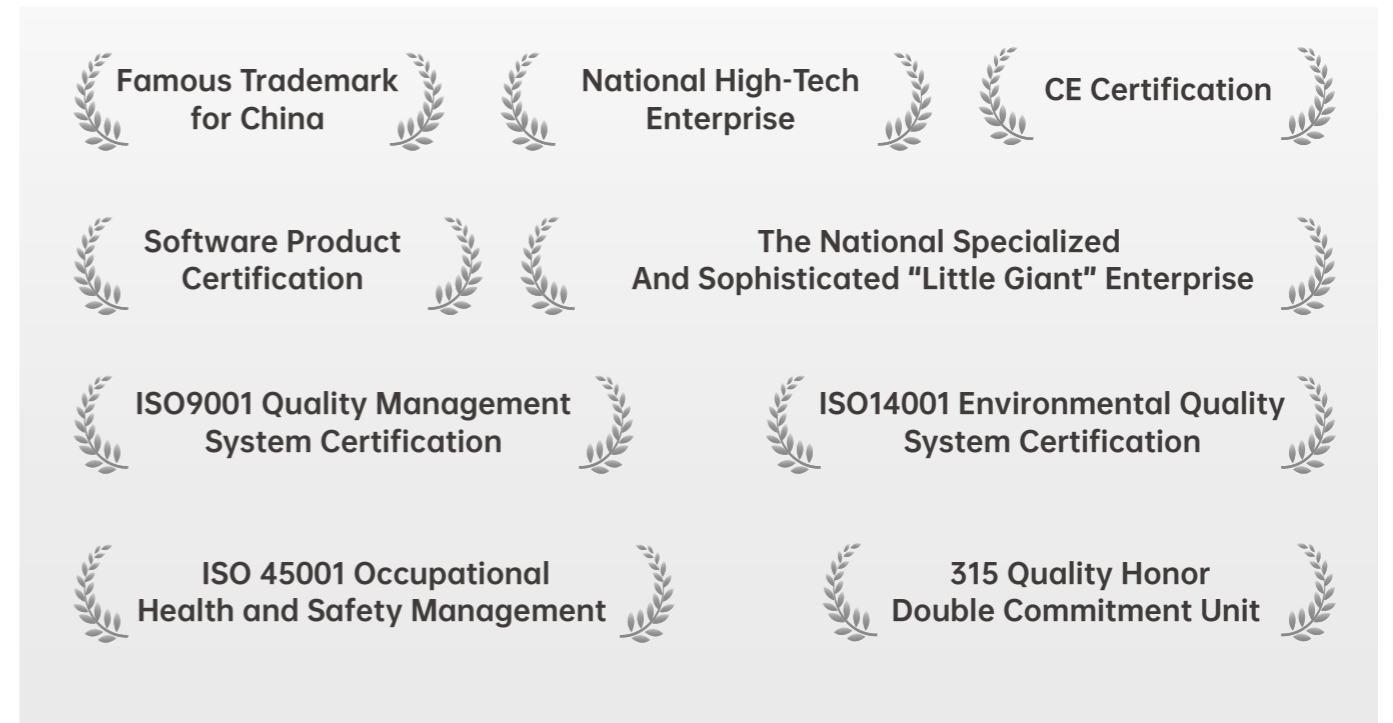 Famous Trademark
for China
National High-Tech
Enterprise
CE Certification
Software Product
Certification
The National Specialized
And Sophisticated "Little Giant" Enterprise
ISO9001 Quality Management
System Certification
ISO14001 Environmental Quality
System Certification
ISO 45001 Occupational
Health and Safety Management
315 Quality Honor
Double Commitment Unit